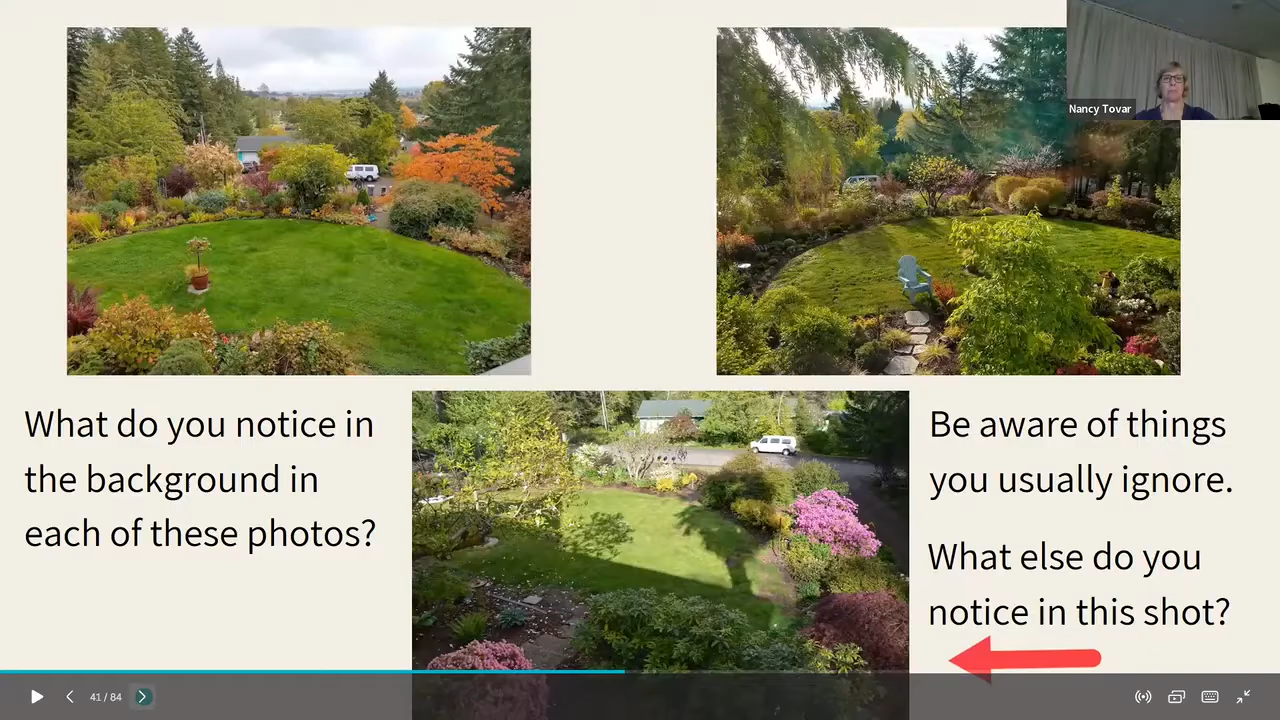 Nancy Tovar
What do you notice in
the background in
each of these photos?
Be aware of things
you usually ignore.
What else do you
notice in this shot?
41 / 84